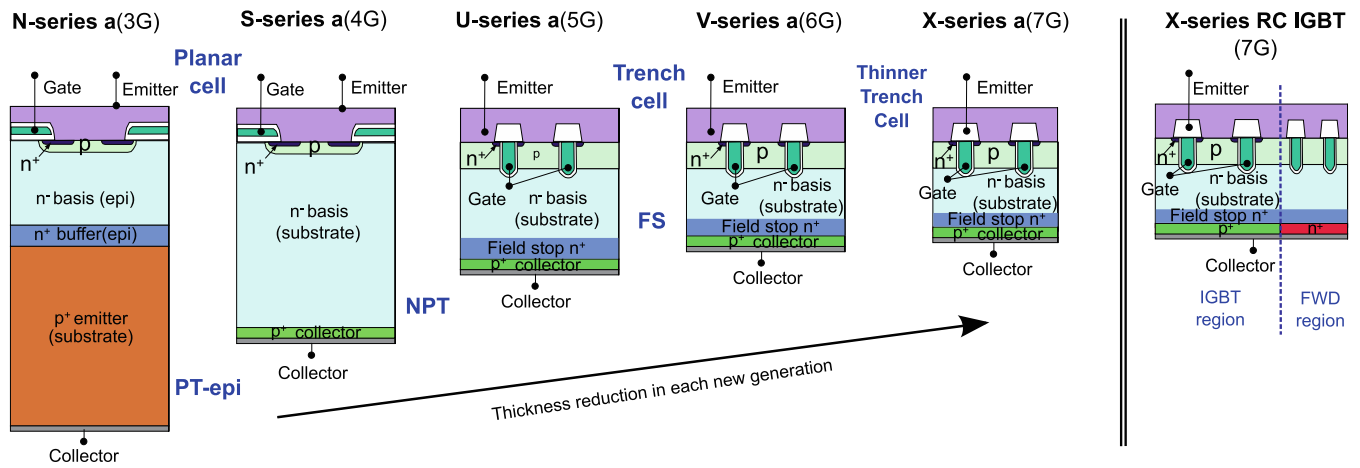 N-series a(3G)
Planar
cell
Gate
Emitter
n⁺
p
n⁻ basis (epi)
n⁺ buffer(epi)
p⁺ emitter
(substrate)
PT-epi
Collector
S-series a(4G)
Gate
Emitter
n⁺
p
n⁻ basis
(substrate)
NPT
p⁺ collector
Collector
U-series a(5G)
Emitter
Trench
cell
n⁺
p
Gate
n⁻ basis
(substrate)
FS
Field stop n⁺
p⁺ collector
Collector
V-series a(6G)
Emitter
n⁺
p
Gate
n⁻ basis
(substrate)
Field stop n⁺
p⁺ collector
Collector
X-series a(7G)
Thinner
Trench
Cell
Emitter
n⁺
p
Gate
n⁻ basis
(substrate)
Field stop n⁺
p⁺ collector
Collector
Thickness reduction in each new generation
X-series RC IGBT
(7G)
Emitter
n⁺
p
Gate
n⁻ basis
(substrate)
Field stop n⁺
p⁺
n⁺
Collector
IGBT
region
FWD
region